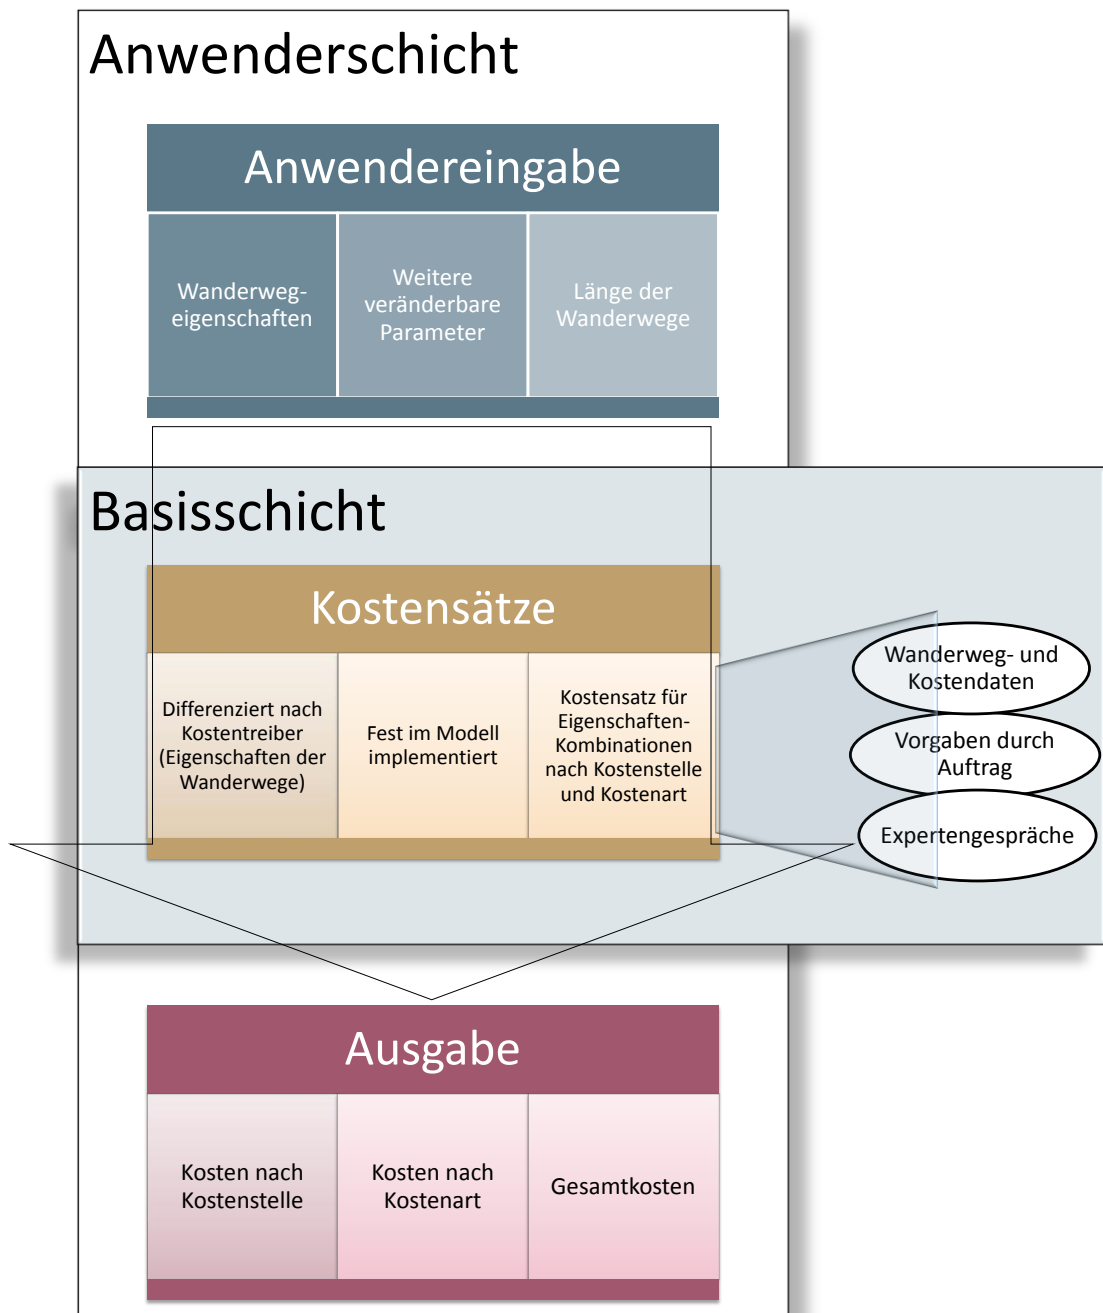 Anwenderschicht
Anwendereingabe
Wanderweg-
eigenschaften
Weitere
veränderbare
Parameter
Länge der
Wanderwege
Basisschicht
Kostensätze
Differenziert nach
Kostentreiber
(Eigenschaften der
Wanderwege)
Fest im Modell
implementiert
Kostensatz für
Eigenschaften-
Kombinationen
nach Kostenstelle
und Kostenart
Wanderweg- und
Kostendaten
Vorgaben durch
Auftrag
Expertengespräche
Ausgabe
Kosten nach
Kostenstelle
Kosten nach
Kostenart
Gesamtkosten